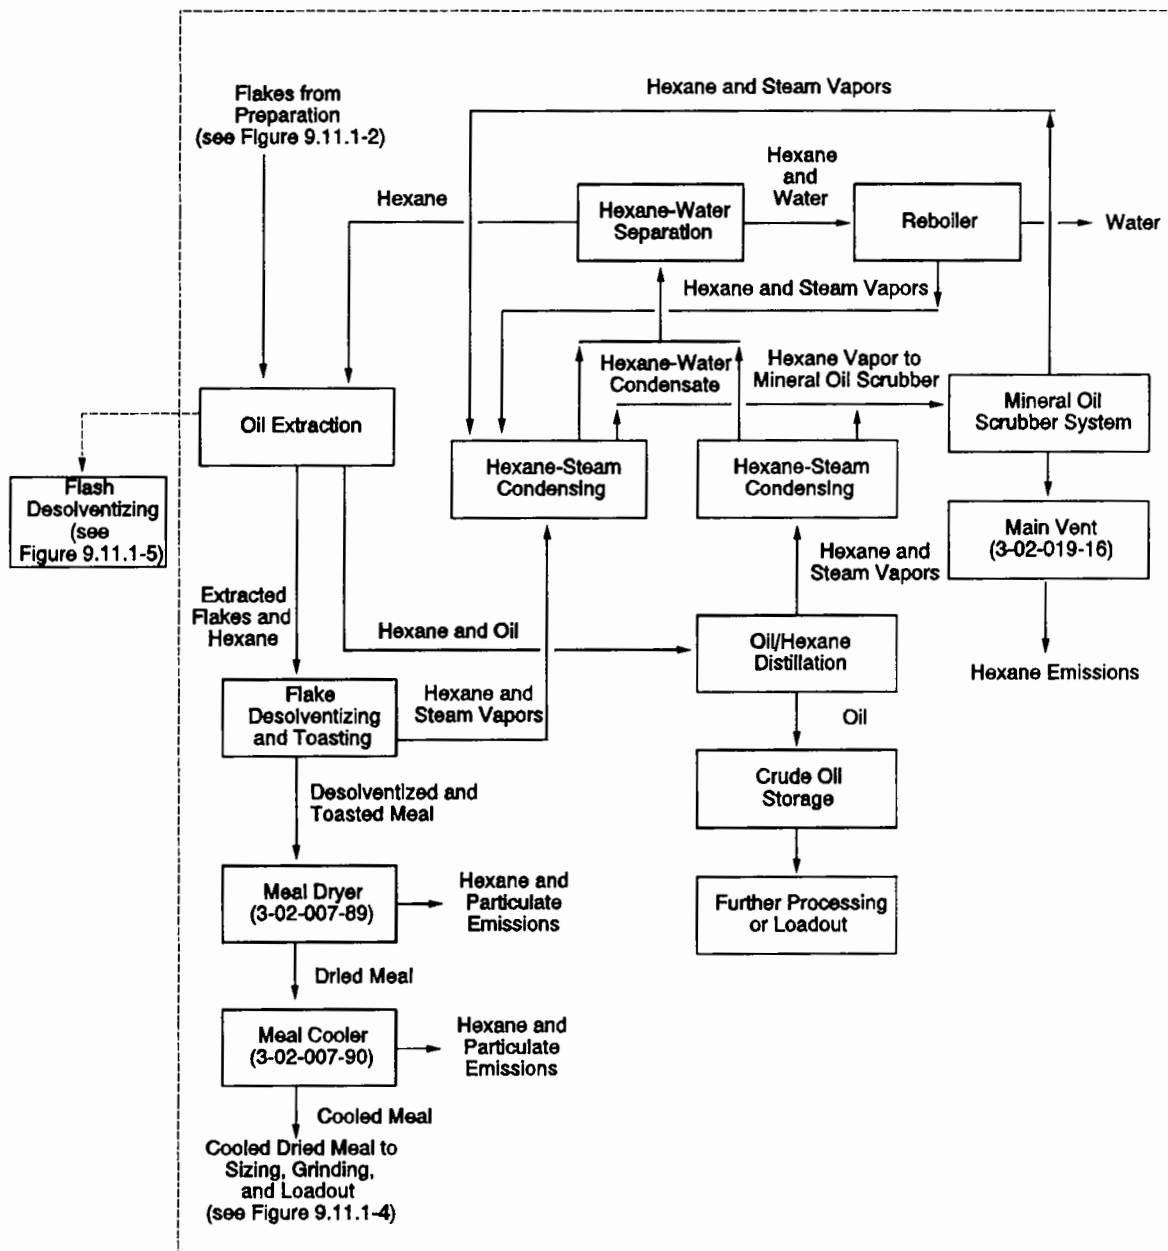 Flakes from
Preparation
(see Figure 9.11.1-2)
Hexane and Steam Vapors
Hexane
Hexane-Water
Separation
Hexane
and
Water
Reboiler
Water
Hexane and Steam Vapors
Hexane-Water
Condensate
Hexane Vapor to
Mineral Oil Scrubber
Oil Extraction
Mineral Oil
Scrubber System
Flash
Desolventizing
(see
Figure 9.11.1-5)
Hexane-Steam
Condensing
Hexane-Steam
Condensing
Main Vent
(3-02-019-16)
Hexane and
Steam Vapors
Extracted
Flakes and
Hexane
Hexane and Oil
Oil/Hexane
Distillation
Hexane Emissions
Flake
Desolventizing
and Toasting
Hexane and
Steam Vapors
Oil
Desolventized and
Toasted Meal
Crude Oil
Storage
Meal Dryer
(3-02-007-89)
Hexane and
Particulate
Emissions
Further Processing
or Loadout
Dried Meal
Meal Cooler
(3-02-007-90)
Hexane and
Particulate
Emissions
Cooled Meal
Cooled Dried Meal to
Sizing, Grinding,
and Loadout
(see Figure 9.11.1-4)